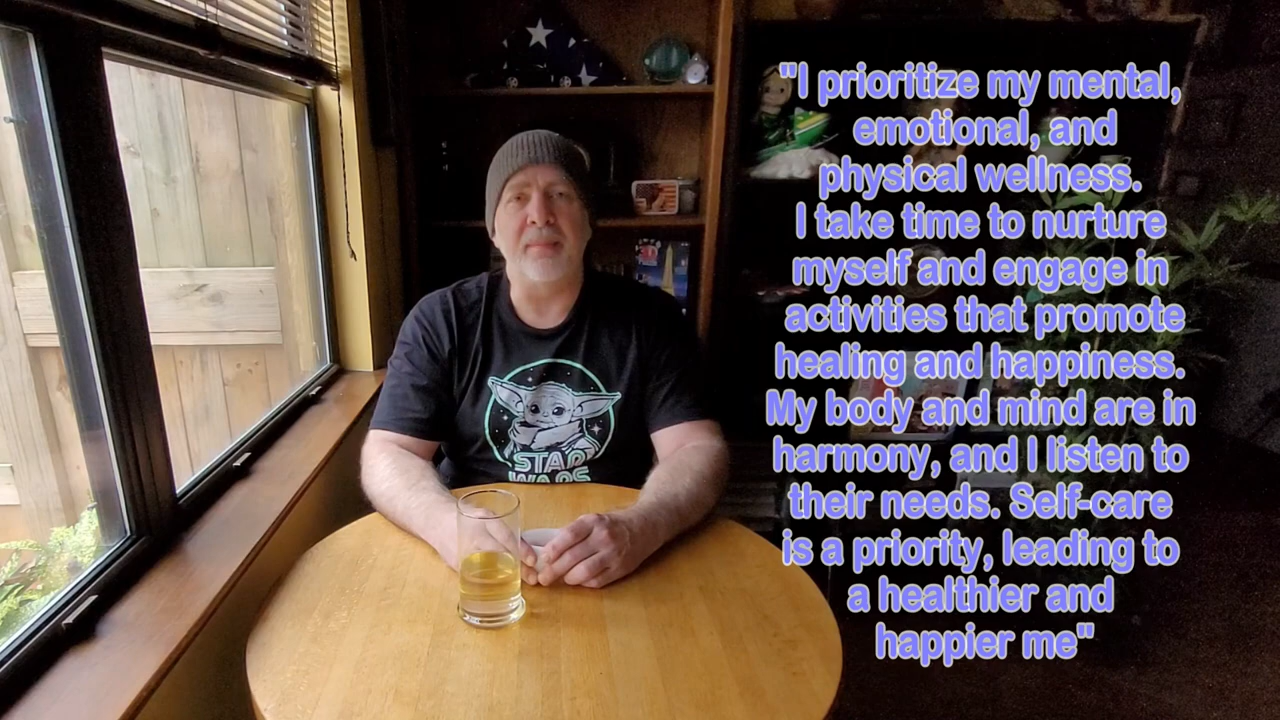 "I prioritize my mental,
emotional, and
physical wellness.
I take time to nurture
myself and engage in
activities that promote
healing and happiness.
My body and mind are in
harmony, and I listen to
their needs. Self-care
is a priority, leading to
a healthier and
happier me"
STAR
WARS